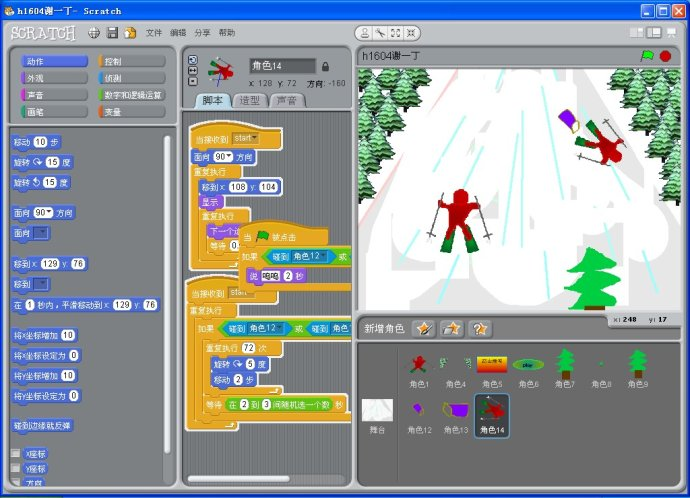 h1604谢一丁- Scratch
SCRATCH
文件 编辑 分享 帮助
动作 控制
外观 侦测
声音 数字和逻辑运算
画笔 变量
移动 10 步
旋转 15 度
旋转 15 度
面向 90 方向
面向
移到 x: 129 y: 76
移到
在 1 秒内，平滑移动到 x: 129 y: 76
将x坐标增加 10
将x坐标设定为 0
将y坐标增加 10
将y坐标设定为 0
碰到边缘就反弹
x座标
y座标
方向
角色14
x: 128 y: 72 方向: -160
脚本 造型 声音
当接收到 start
面向 90 方向
重复执行
移到 x: 108 y: 104
显示
重复执行
下一个造
等待 0.
当 被点击
如果 碰到 角色12 或
说 呜呜 2 秒
当接收到 start
重复执行
如果 碰到 角色12 或 碰到 角色
重复执行 72 次
旋转 5 度
移动 2 步
等待 在 2 到 3 间随机选一个数 秒
h1604谢一丁
x: 248 y: 17
新增角色
舞台
角色1 角色4 角色5 角色6 角色7 角色8 角色9
play
角色12 角色13 角色14